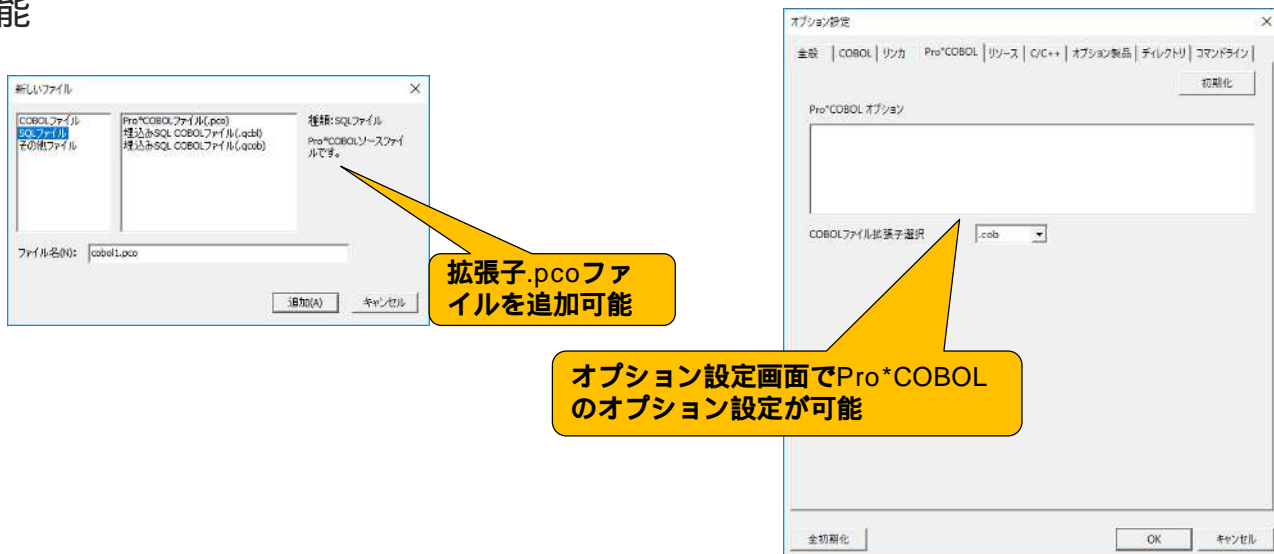 能
新しいファイル
COBOLファイル
SQLファイル
その他ファイル
Pro*COBOLファイル(.pco)
埋込みSQL COBOLファイル(.qcbl)
埋込みSQL COBOLファイル(.qcob)
種類:SQLファイル
Pro*COBOLソースファイ
ルです。
ファイル名(N):
cobol1.pco
追加(A)
キャンセル
拡張子.pcoファ
イルを追加可能
オプション設定
全般
COBOL
リンカ
Pro*COBOL
リソース
C/C++
オプション製品
ディレクトリ
コマンドライン
初期化
Pro*COBOL オプション
COBOLファイル拡張子選択
.cob
オプション設定画面でPro*COBOL
のオプション設定が可能
全初期化
OK
キャンセル